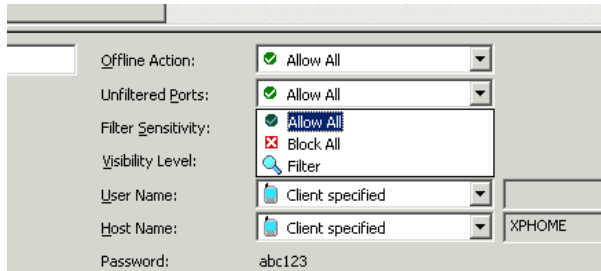 Offline Action: Allow All
Unfiltered Ports: Allow All
Filter Sensitivity: Allow All
Block All
Visibility Level: Filter
User Name: Client specified
Host Name: Client specified XPHOME
Password: abc123